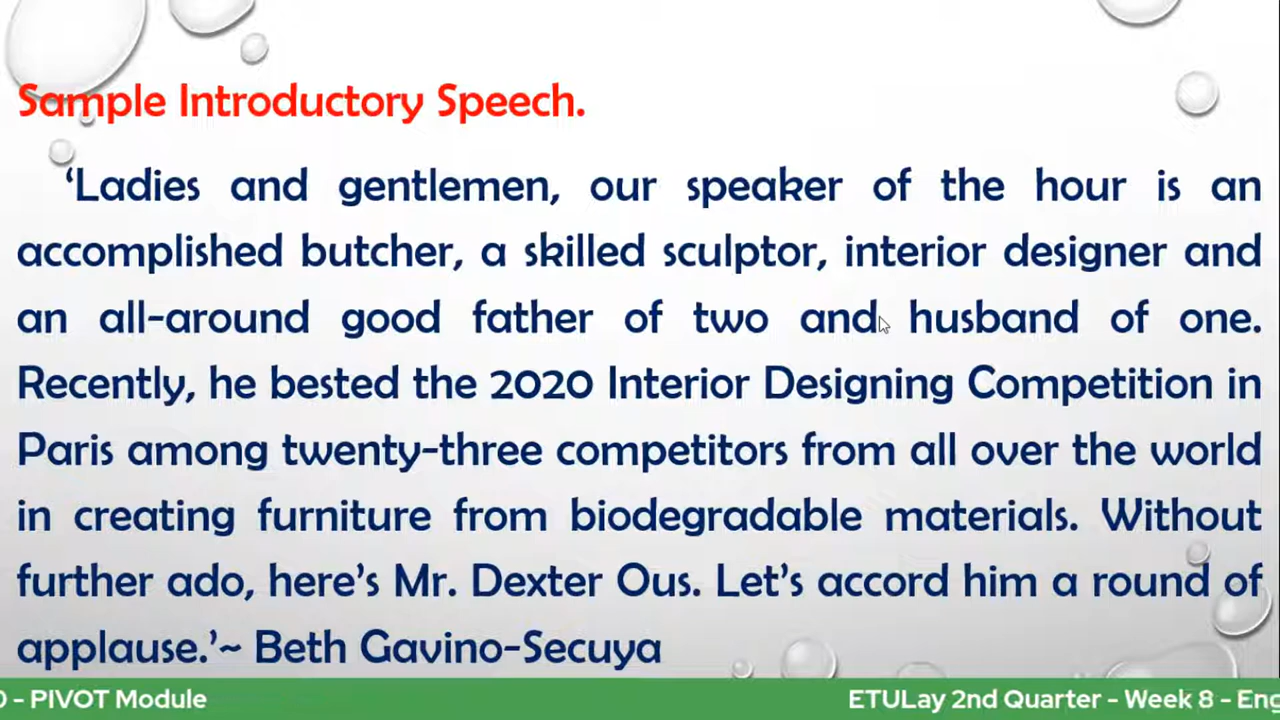 Sample Introductory Speech.
‘Ladies and gentlemen, our speaker of the hour is an
accomplished butcher, a skilled sculptor, interior designer and
an all-around good father of two and husband of one.
Recently, he bested the 2020 Interior Designing Competition in
Paris among twenty-three competitors from all over the world
in creating furniture from biodegradable materials. Without
further ado, here’s Mr. Dexter Ous. Let’s accord him a round of
applause.’~ Beth Gavino-Secuya
- PIVOT Module
ETULay 2nd Quarter - Week 8 -